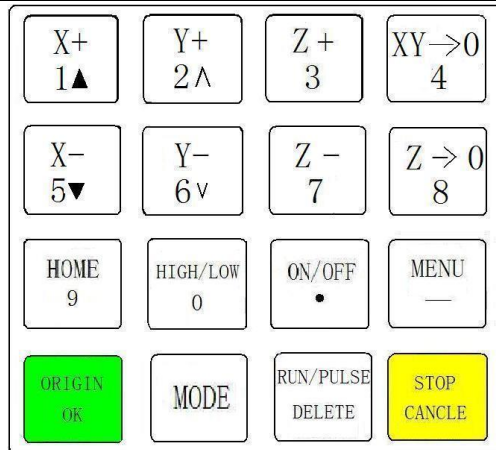 X+ Y+ Z+ XY->0
1▲ 2∧ 3 4
X- Y- Z- Z->0
5▼ 6∨ 7 8
HOME HIGH/LOW ON/OFF MENU
9 0 • —
ORIGIN MODE RUN/PULSE STOP
OK DELETE CANCLE